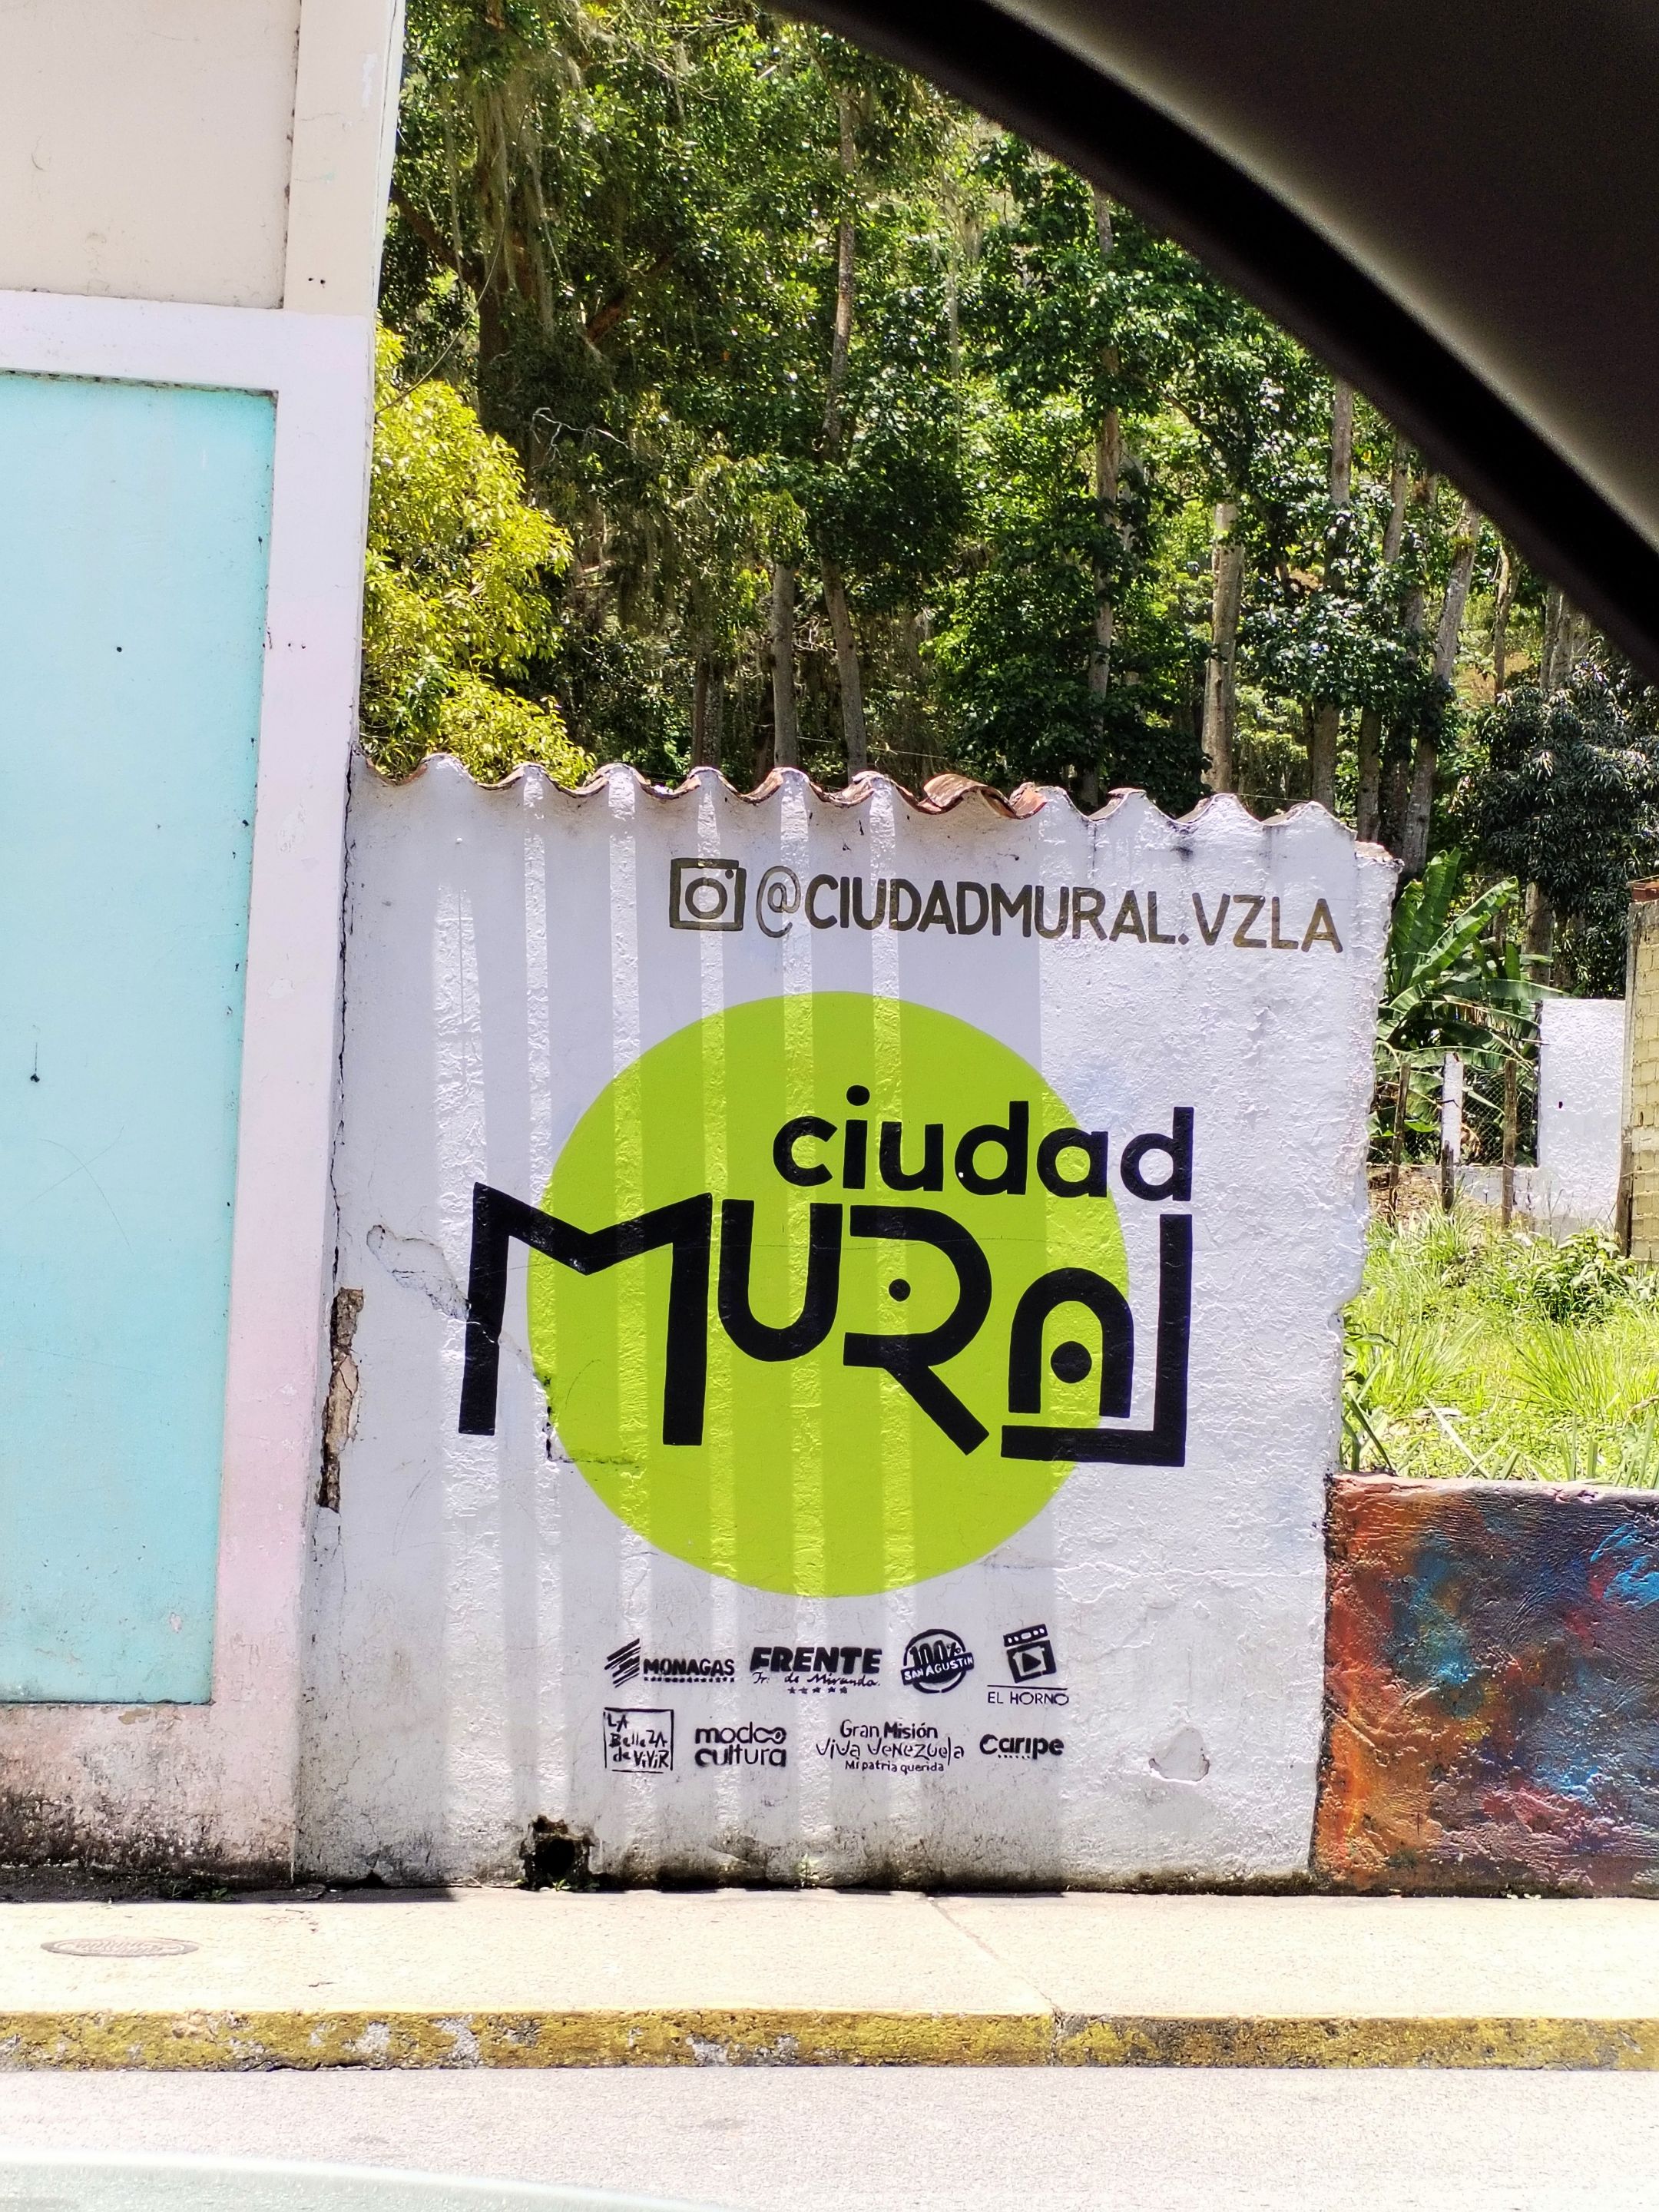 @CIUDADMURAL.VZLA
ciudad
MURAL
MONAGAS
FRENTE
Fr. de Miranda
100%
SAN AGUSTIN
EL HORNO
LA
BelleZA
de ViViR
modoo
cultura
Gran Misión
Viva Venezuela
Mi patria querida
Caripe